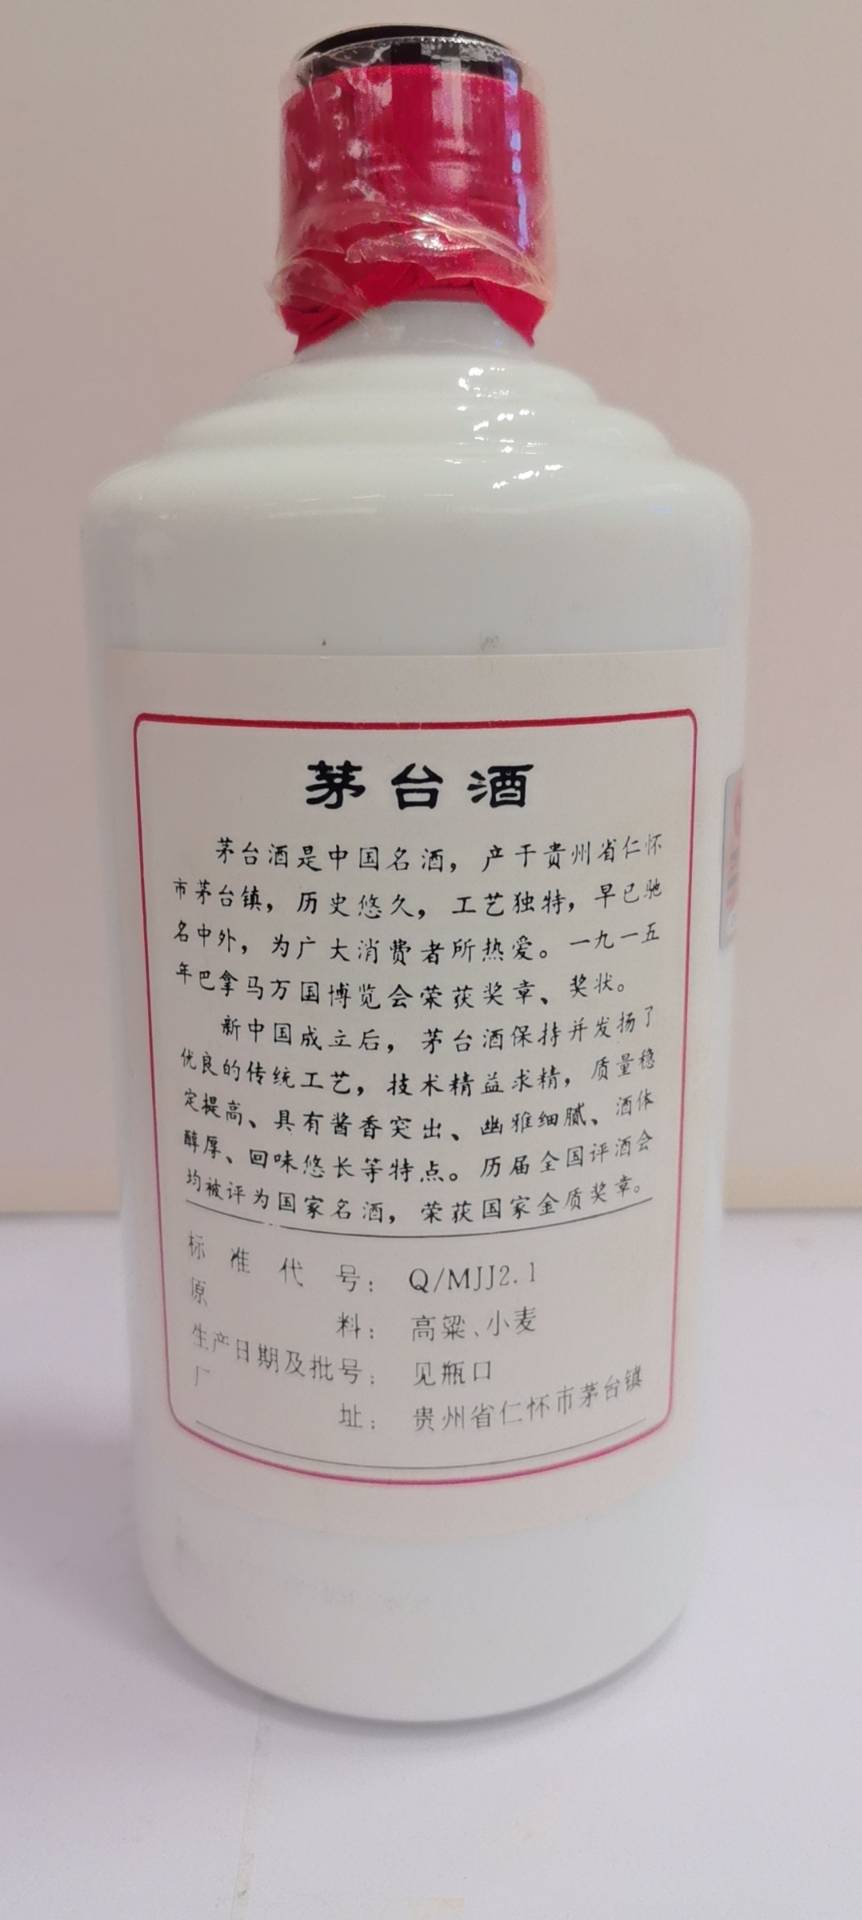 茅台酒
茅台酒是中国名酒，产于贵州省仁怀
市茅台镇，历史悠久，工艺独特，早已驰
名中外，为广大消费者所热爱。一九一五
年巴拿马万国博览会荣获奖章、奖状。
新中国成立后，茅台酒保持并发扬了
优良的传统工艺，技术精益求精，质量稳
定提高、具有酱香突出、幽雅细腻、酒体
醇厚、回味悠长等特点。历届全国评酒会
均被评为国家名酒，荣获国家金质奖章。
标准代号：Q/MJJ2.1
原料：高粱、小麦
生产日期及批号：见瓶口
厂址：贵州省仁怀市茅台镇